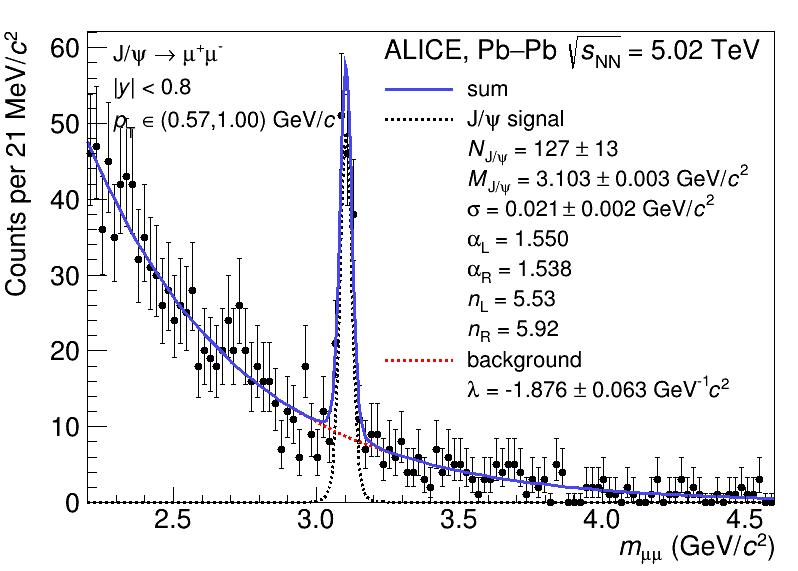 J/ψ → μ⁺μ⁻
|y| < 0.8
p_T ∈ (0.57,1.00) GeV/c
ALICE, Pb–Pb √s_NN = 5.02 TeV
sum
J/ψ signal
N_J/ψ = 127 ± 13
M_J/ψ = 3.103 ± 0.003 GeV/c²
σ = 0.021 ± 0.002 GeV/c²
α_L = 1.550
α_R = 1.538
n_L = 5.53
n_R = 5.92
background
λ = -1.876 ± 0.063 GeV⁻¹c²
Counts per 21 MeV/c²
60
50
40
30
20
10
0
2.5 3.0 3.5 4.0 4.5
m_μμ (GeV/c²)